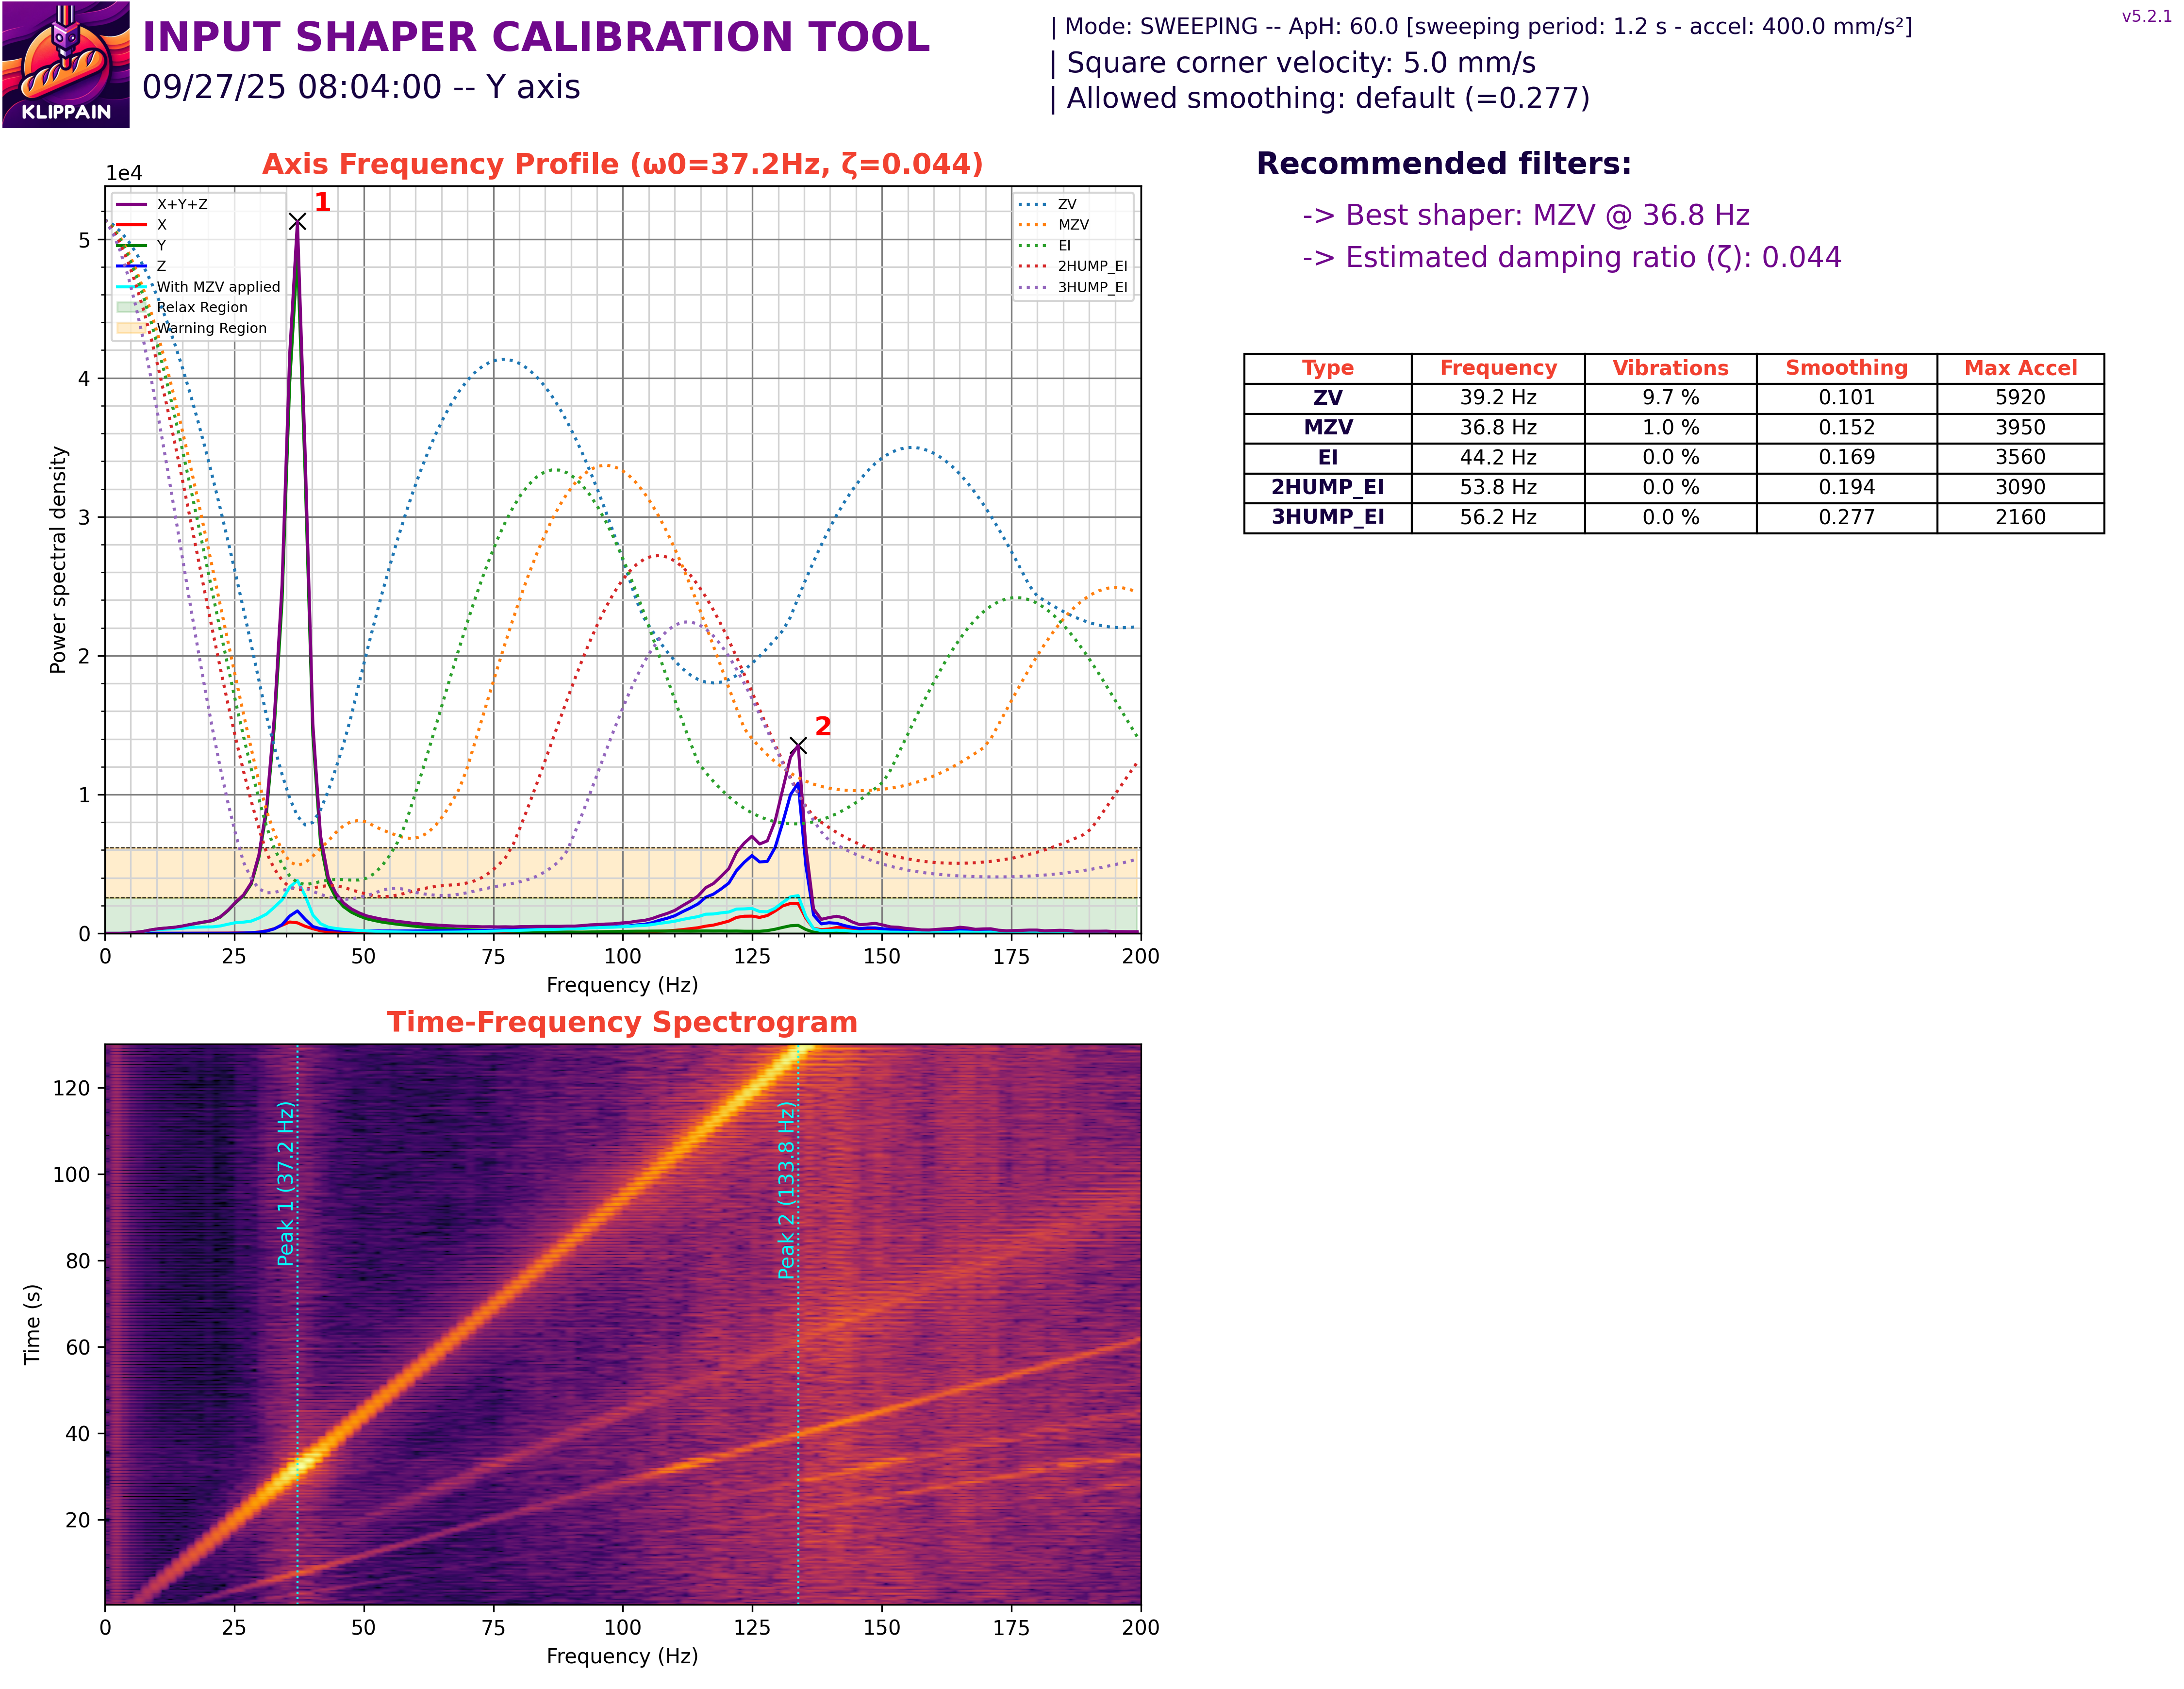 KLIPPAIN
INPUT SHAPER CALIBRATION TOOL
09/27/25 08:04:00 -- Y axis
| Mode: SWEEPING -- ApH: 60.0 [sweeping period: 1.2 s - accel: 400.0 mm/s²]
| Square corner velocity: 5.0 mm/s
| Allowed smoothing: default (=0.277)
v5.2.1
Axis Frequency Profile (ω0=37.2Hz, ζ=0.044)
1e4
X+Y+Z
X
Y
Z
With MZV applied
Relax Region
Warning Region
ZV
MZV
EI
2HUMP_EI
3HUMP_EI
1
2
Power spectral density
5
4
3
2
1
0
0 25 50 75 100 125 150 175 200
Frequency (Hz)
Recommended filters:
-> Best shaper: MZV @ 36.8 Hz
-> Estimated damping ratio (ζ): 0.044
Type Frequency Vibrations Smoothing Max Accel
ZV 39.2 Hz 9.7 % 0.101 5920
MZV 36.8 Hz 1.0 % 0.152 3950
EI 44.2 Hz 0.0 % 0.169 3560
2HUMP_EI 53.8 Hz 0.0 % 0.194 3090
3HUMP_EI 56.2 Hz 0.0 % 0.277 2160
Time-Frequency Spectrogram
Time (s)
120
100
80
60
40
20
Peak 1 (37.2 Hz)
Peak 2 (133.8 Hz)
0 25 50 75 100 125 150 175 200
Frequency (Hz)